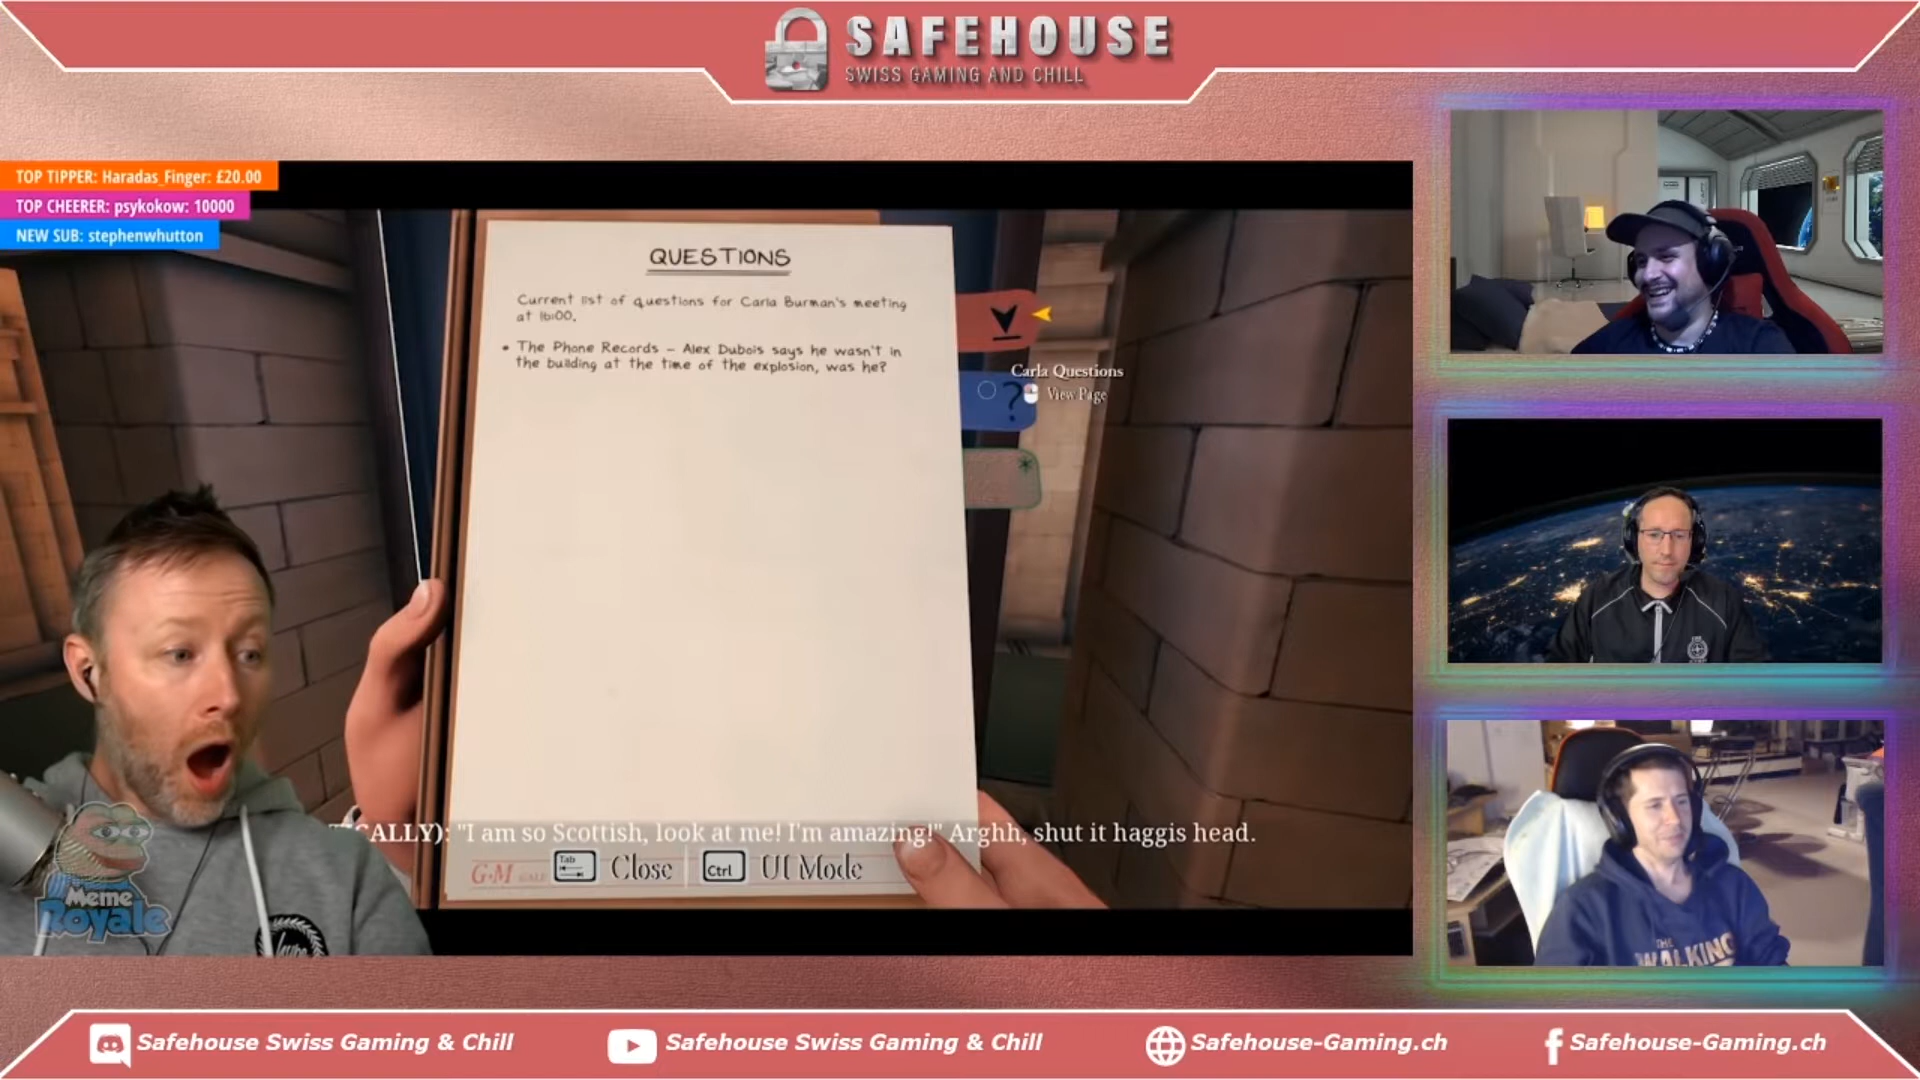 SAFEHOUSE
SWISS GAMING AND CHILL
TOP TIPPER: Haradas_Finger: £20.00
TOP CHEERER: psykokow: 10000
NEW SUB: stephenwhutton
QUESTIONS
Current list of questions for Carla Burman's meeting
at 16:00.
• The Phone Records – Alex Dubois says he wasn't in
the building at the time of the explosion, was he?
Carla Questions
?
View Page
CALLY): "I am so Scottish, look at me! I'm amazing!" Arghh, shut it haggis head.
G·M
Tab
Close
Ctrl
UI Mode
Meme
Royale
THE
WALKING
Safehouse Swiss Gaming & Chill
Safehouse Swiss Gaming & Chill
Safehouse-Gaming.ch
Safehouse-Gaming.ch